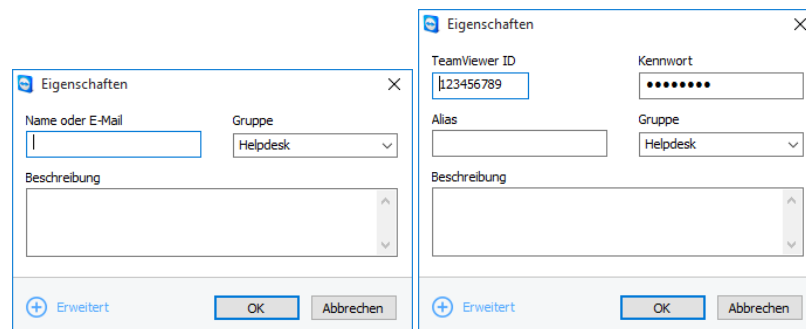 Eigenschaften
Name oder E-Mail
Gruppe
Helpdesk
Beschreibung
Erweitert
OK
Abbrechen
Eigenschaften
TeamViewer ID
Kennwort
123456789
••••••••
Alias
Gruppe
Helpdesk
Beschreibung
Erweitert
OK
Abbrechen